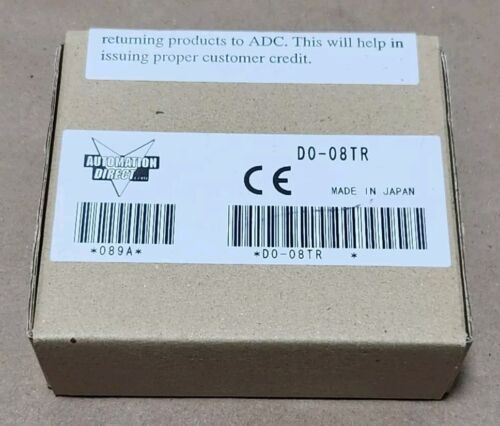 returning products to ADC. This will help in
issuing proper customer credit.
AUTOMATION
DIRECT
D0-08TR
CE
MADE IN JAPAN
*089A*
*D0-08TR *